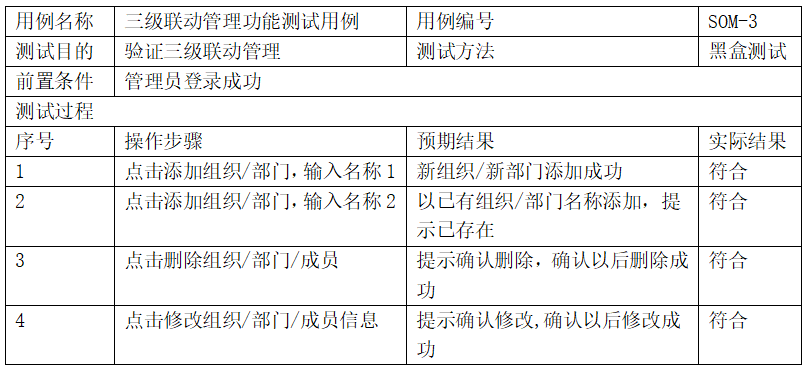 用例名称 三级联动管理功能测试用例 用例编号 SOM-3
测试目的 验证三级联动管理 测试方法 黑盒测试
前置条件 管理员登录成功
测试过程
序号 操作步骤 预期结果 实际结果
1 点击添加组织/部门,输入名称1 新组织/新部门添加成功 符合
2 点击添加组织/部门,输入名称2 以已有组织/部门名称添加，提 符合
示已存在
3 点击删除组织/部门/成员 提示确认删除，确认以后删除成 符合
功
4 点击修改组织/部门/成员信息 提示确认修改,确认以后修改成 符合
功